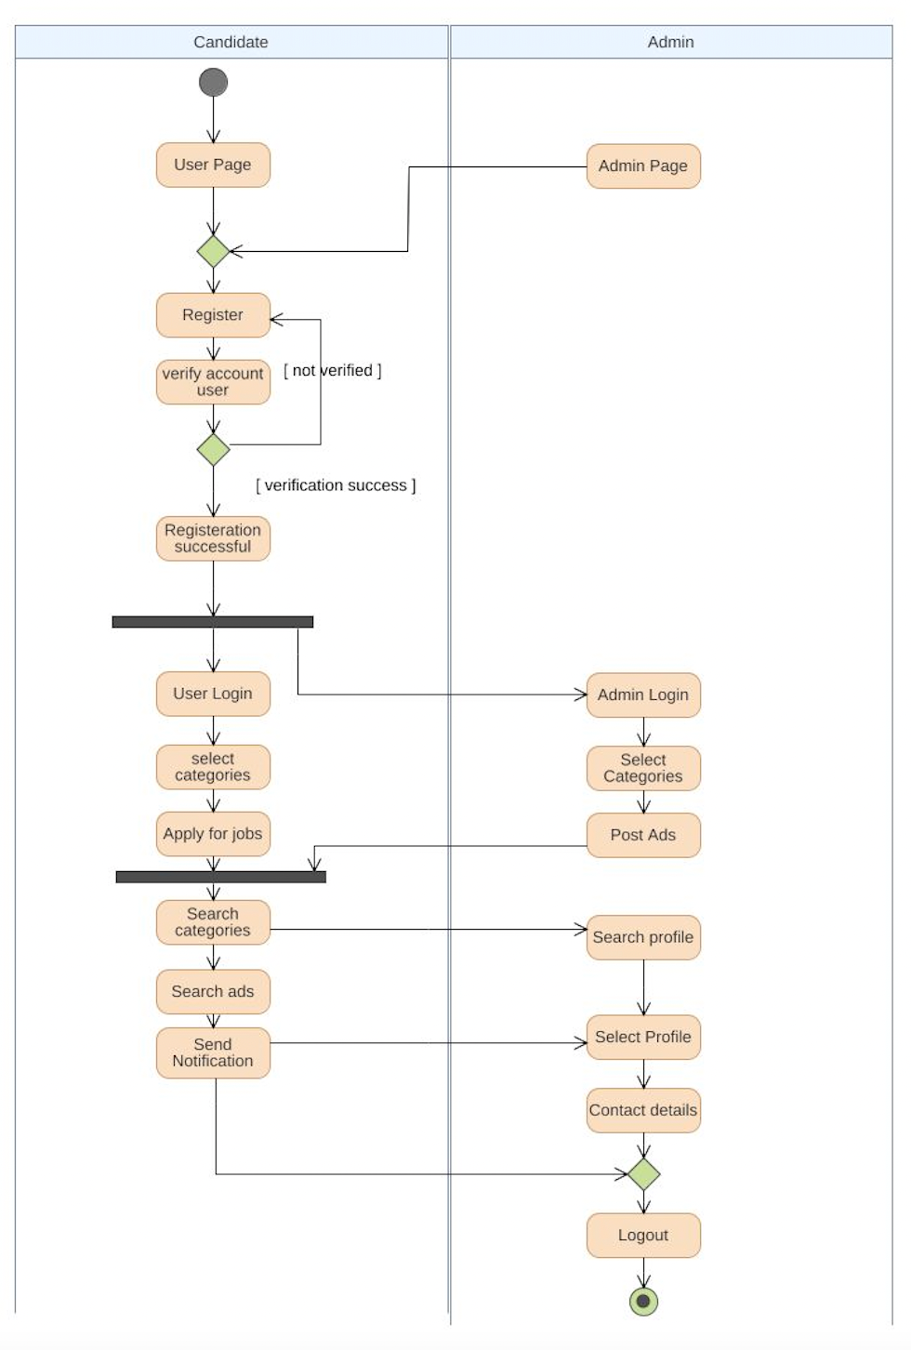 Candidate
Admin
User Page
Admin Page
Register
verify account
user
[ not verified ]
[ verification success ]
Registeration
successful
User Login
Admin Login
select
categories
Select
Categories
Apply for jobs
Post Ads
Search
categories
Search profile
Search ads
Send
Notification
Select Profile
Contact details
Logout